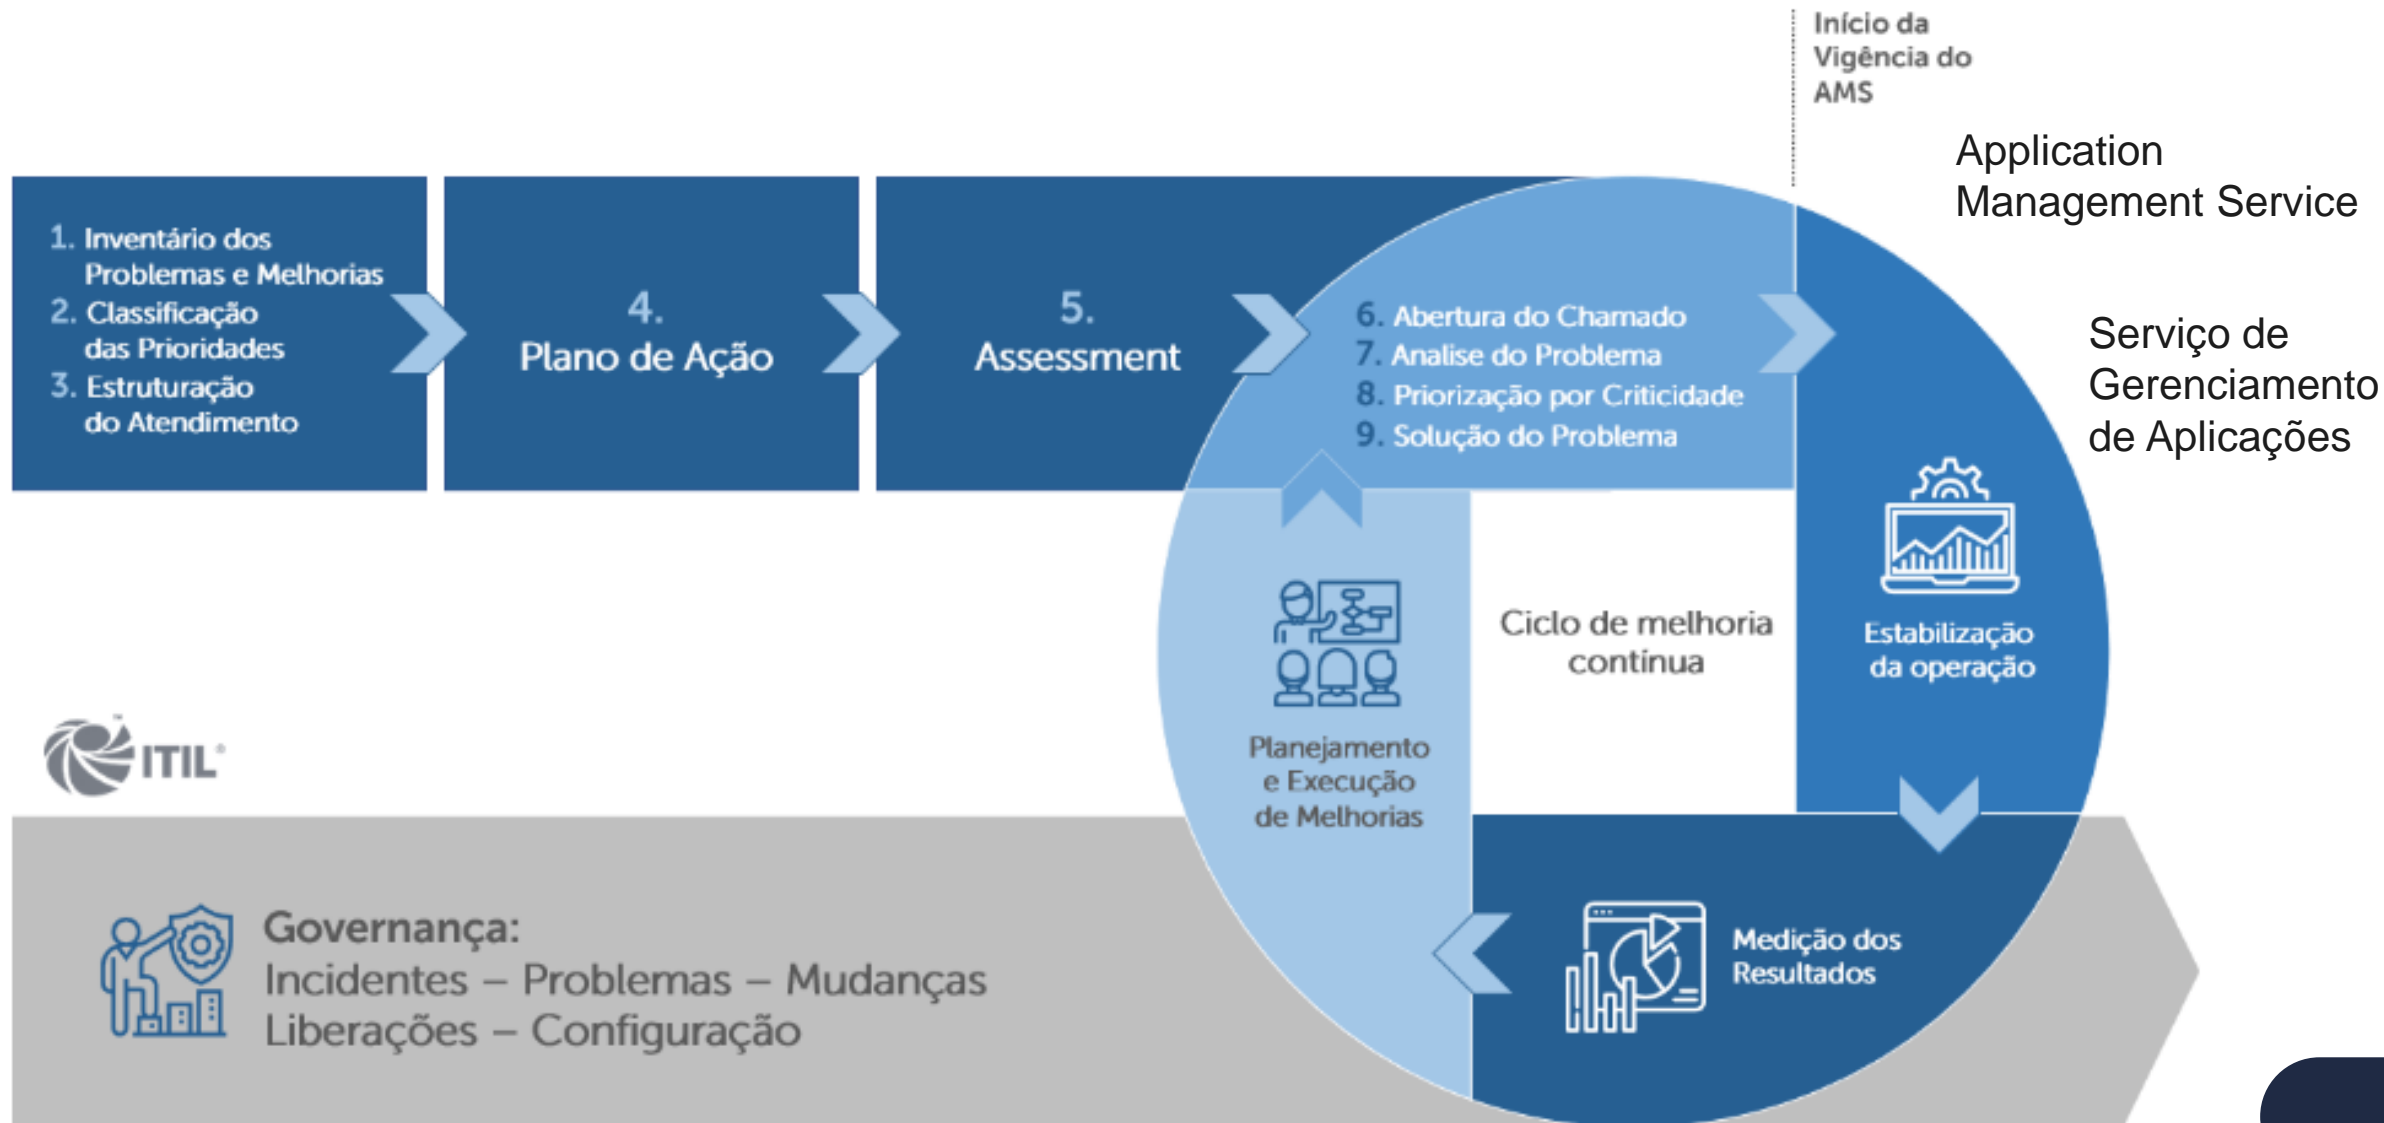 Início da
Vigência do
AMS
Application
Management Service
Serviço de
Gerenciamento
de Aplicações
1. Inventário dos
Problemas e Melhorias
2. Classificação
das Prioridades
3. Estruturação
do Atendimento
4.
Plano de Ação
5.
Assessment
6. Abertura do Chamado
7. Analise do Problema
8. Priorização por Criticidade
9. Solução do Problema
Ciclo de melhoria
contínua
Estabilização
da operação
Planejamento
e Execução
de Melhorias
ITIL®
Governança:
Incidentes – Problemas – Mudanças
Liberações – Configuração
Medição dos
Resultados